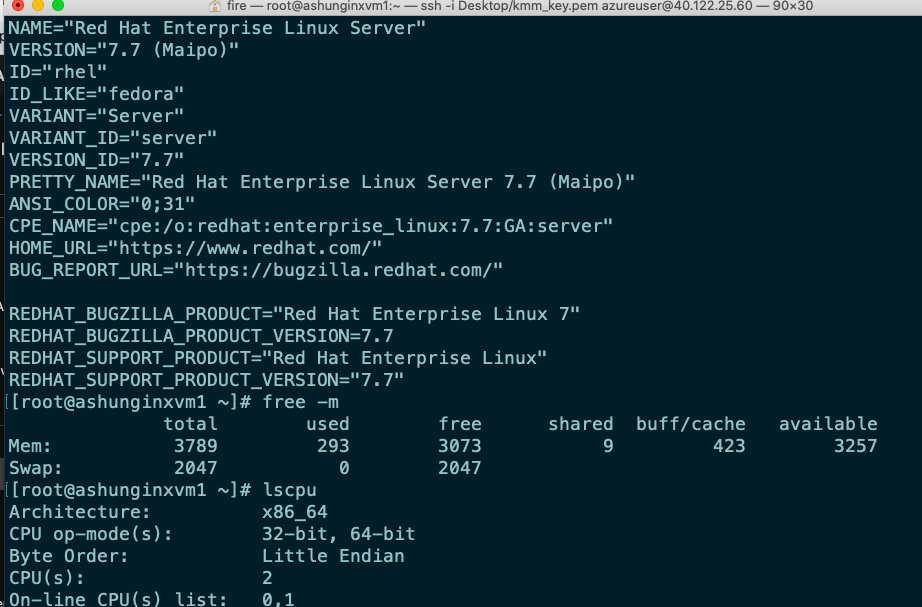 fire — root@ashunginxvm1:~ — ssh -i Desktop/kmm_key.pem azureuser@40.122.25.60 — 90×30
NAME="Red Hat Enterprise Linux Server"
VERSION="7.7 (Maipo)"
ID="rhel"
ID_LIKE="fedora"
VARIANT="Server"
VARIANT_ID="server"
VERSION_ID="7.7"
PRETTY_NAME="Red Hat Enterprise Linux Server 7.7 (Maipo)"
ANSI_COLOR="0;31"
CPE_NAME="cpe:/o:redhat:enterprise_linux:7.7:GA:server"
HOME_URL="https://www.redhat.com/"
BUG_REPORT_URL="https://bugzilla.redhat.com/"

REDHAT_BUGZILLA_PRODUCT="Red Hat Enterprise Linux 7"
REDHAT_BUGZILLA_PRODUCT_VERSION=7.7
REDHAT_SUPPORT_PRODUCT="Red Hat Enterprise Linux"
REDHAT_SUPPORT_PRODUCT_VERSION="7.7"
[[root@ashunginxvm1 ~]# free -m
              total        used        free      shared  buff/cache   available
Mem:           3789         293        3073           9         423        3257
Swap:          2047           0        2047
[[root@ashunginxvm1 ~]# lscpu
Architecture:          x86_64
CPU op-mode(s):        32-bit, 64-bit
Byte Order:            Little Endian
CPU(s):                2
On-line CPU(s) list:   0,1